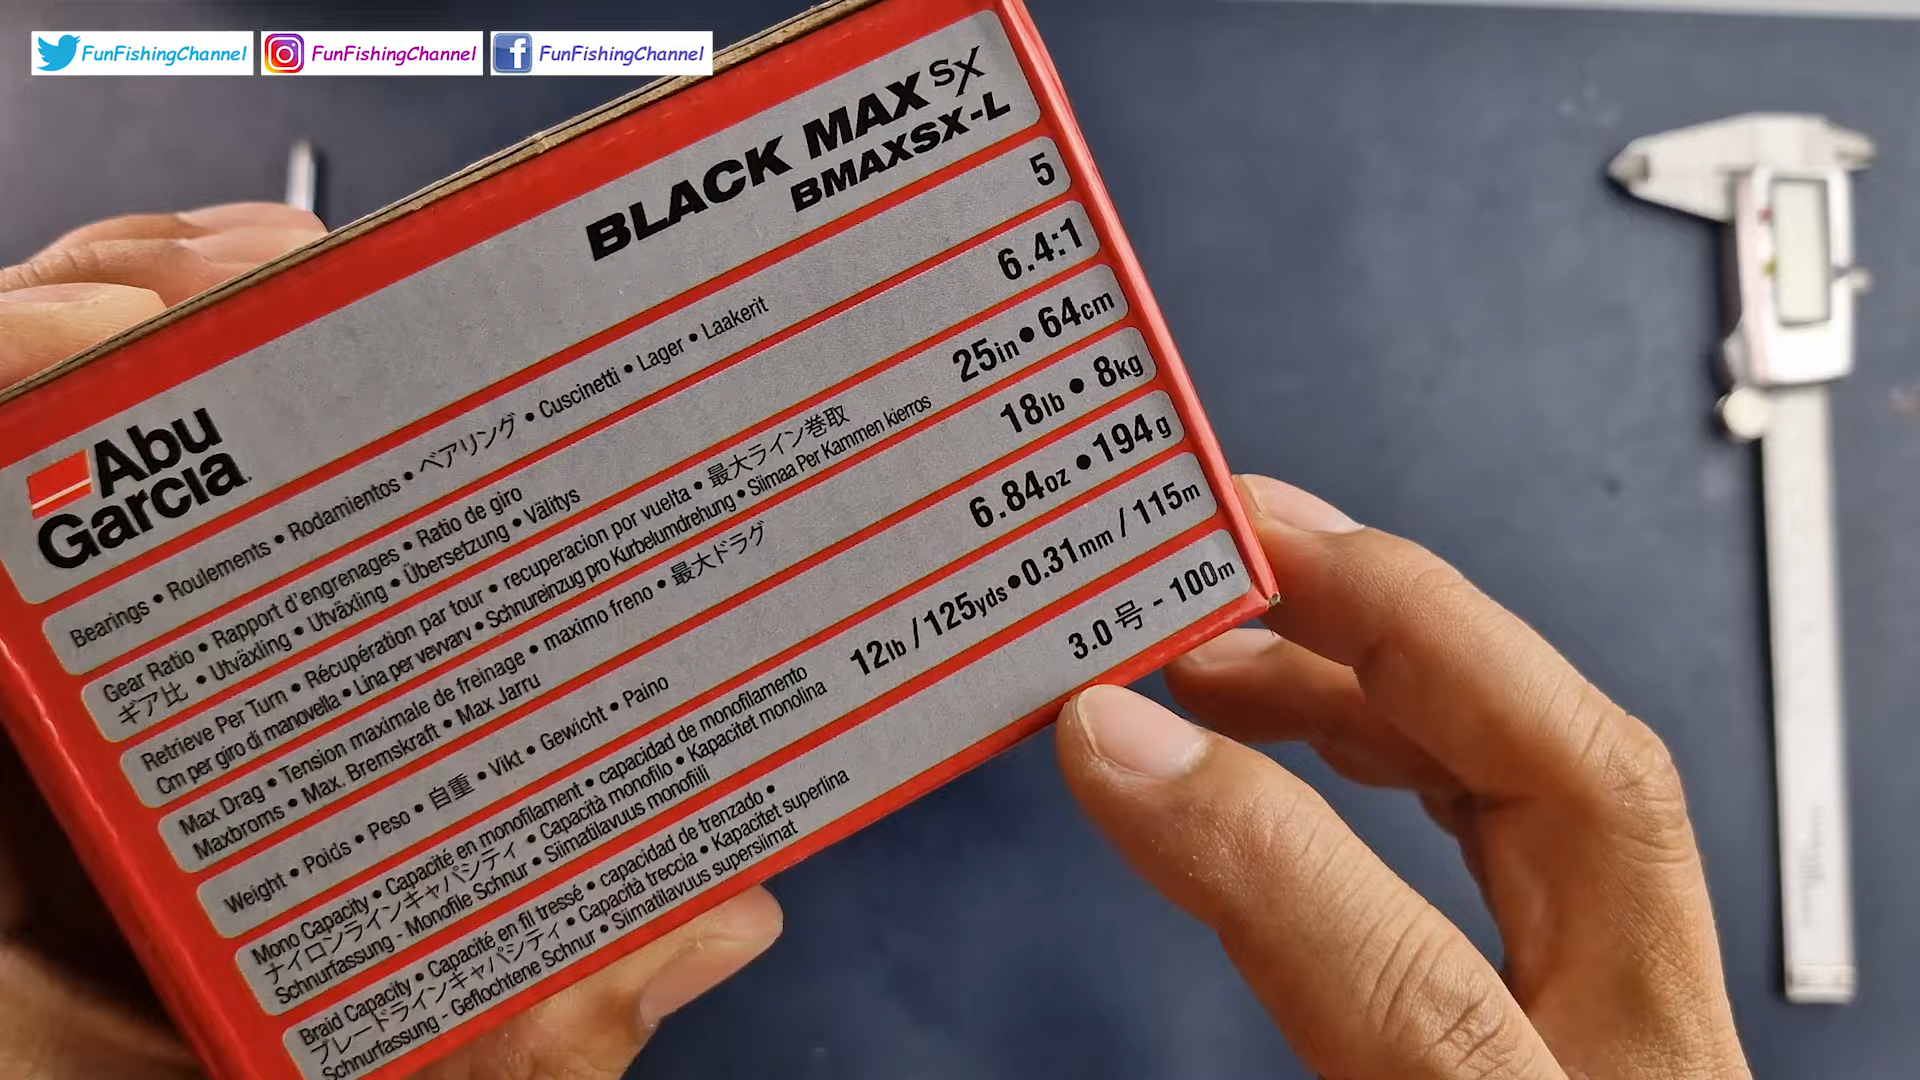 FunFishingChannel
FunFishingChannel
FunFishingChannel
BLACK MAX SX
BMAXSX-L
Abu
Garcia
Bearings • Roulements • Rodamientos • ベアリング • Cuscinetti • Lager • Laakerit
5
Gear Ratio • Rapport d'engrenages • Ratio de giro
ギア比 • Utväxling • Utväxling • Übersetzung • Välitys
6.4:1
Retrieve Per Turn • Récupération par tour • recuperacion por vuelta • 最大ライン巻取
Cm per giro di manovella • Lina per vevvarv • Schnureinzug pro Kurbelumdrehung • Siimaa Per Kammen kierros
25in • 64cm
Max Drag • Tension maximale de freinage • maximo freno • 最大ドラグ
Maxbroms • Max. Bremskraft • Max Jarru
18lb • 8kg
Weight • Poids • Peso • 自重 • Vikt • Gewicht • Paino
6.84oz • 194g
Mono Capacity • Capacité en monofilament • capacidad de monofilamento
ナイロンラインキャパシティ • Capacità monofilo • Kapacitet monolina
Schnurfassung - Monofile Schnur • Siimatilavuus monofiili
12lb / 125yds • 0.31mm / 115m
Braid Capacity • Capacité en fil tressé • capacidad de trenzado •
ブレードラインキャパシティ • Capacità treccia • Kapacitet superlina
Schnurfassung - Geflochtene Schnur • Siimatilavuus supersiimat
3.0号 - 100m